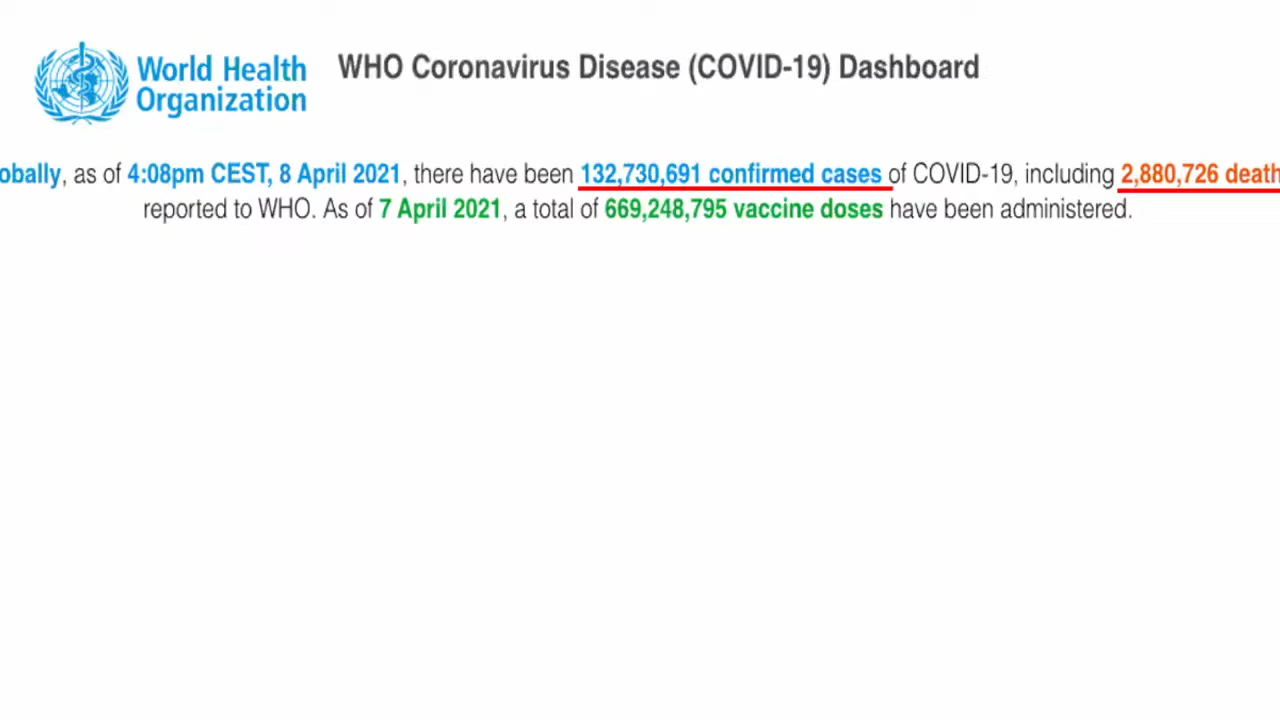 World Health
Organization
WHO Coronavirus Disease (COVID-19) Dashboard
obally, as of 4:08pm CEST, 8 April 2021, there have been 132,730,691 confirmed cases of COVID-19, including 2,880,726 death
reported to WHO. As of 7 April 2021, a total of 669,248,795 vaccine doses have been administered.